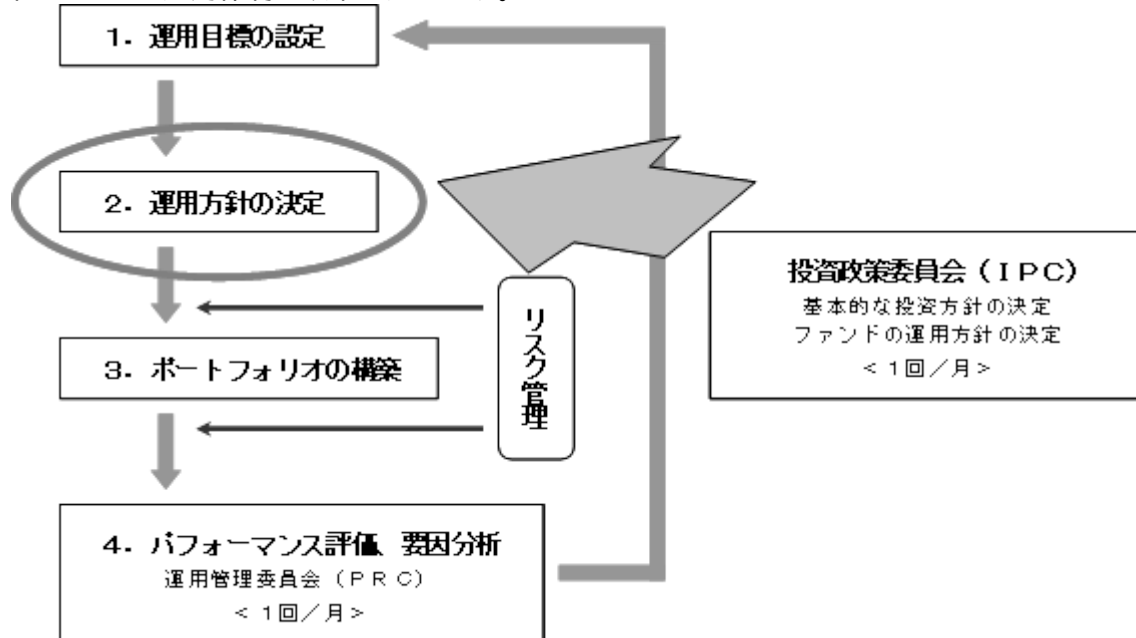 1．運用目標の設定
2．運用方針の決定
投資政策委員会（IPC）
基本的な投資方針の決定
ファンドの運用方針の決定
＜1回／月＞
リスク管理
3．ポートフォリオの構築
4．パフォーマンス評価、要因分析
運用管理委員会（PRC）
＜1回／月＞